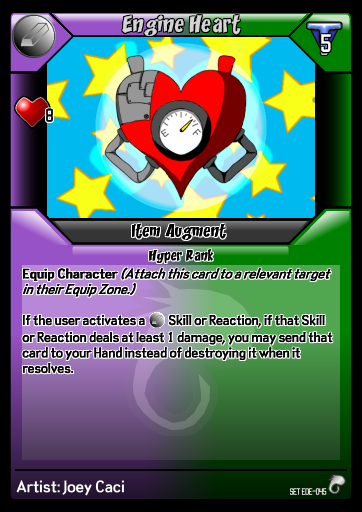 Engine Heart
5
8
E F
Item Augment
Hyper Rank
Equip Character (Attach this card to a relevant target
in their Equip Zone.)
If the user activates a Skill or Reaction, if that Skill
or Reaction deals at least 1 damage, you may send that
card to your Hand instead of destroying it when it
resolves.
Artist: Joey Caci
SET EOE-045